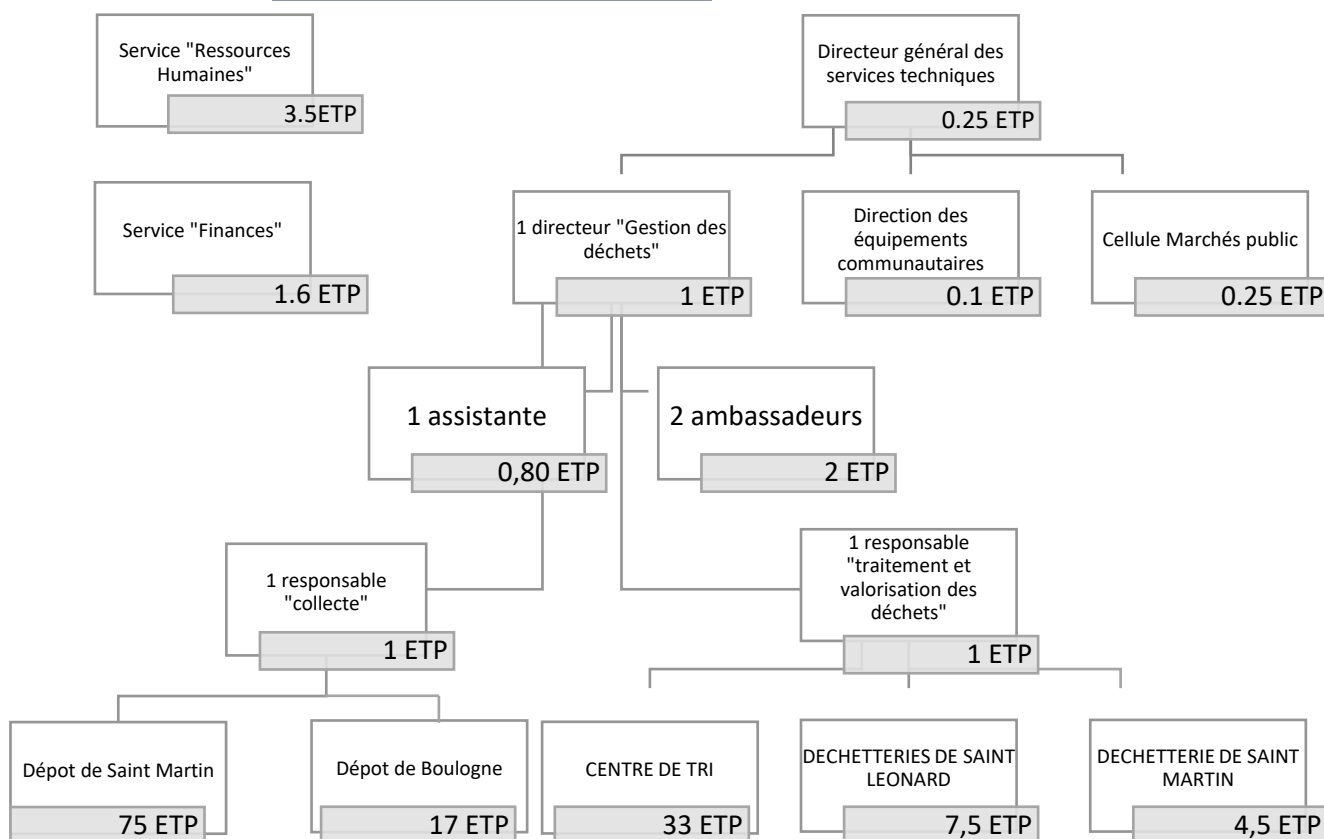 Service "Ressources
Humaines"
3.5ETP
Directeur général des
services techniques
0.25 ETP
Service "Finances"
1.6 ETP
1 directeur "Gestion des
déchets"
1 ETP
Direction des
équipements
communautaires
0.1 ETP
Cellule Marchés public
0.25 ETP
1 assistante
0,80 ETP
2 ambassadeurs
2 ETP
1 responsable
"collecte"
1 ETP
1 responsable
"traitement et
valorisation des
déchets"
1 ETP
Dépot de Saint Martin
75 ETP
Dépot de Boulogne
17 ETP
CENTRE DE TRI
33 ETP
DECHETTERIES DE SAINT
LEONARD
7,5 ETP
DECHETTERIE DE SAINT
MARTIN
4,5 ETP